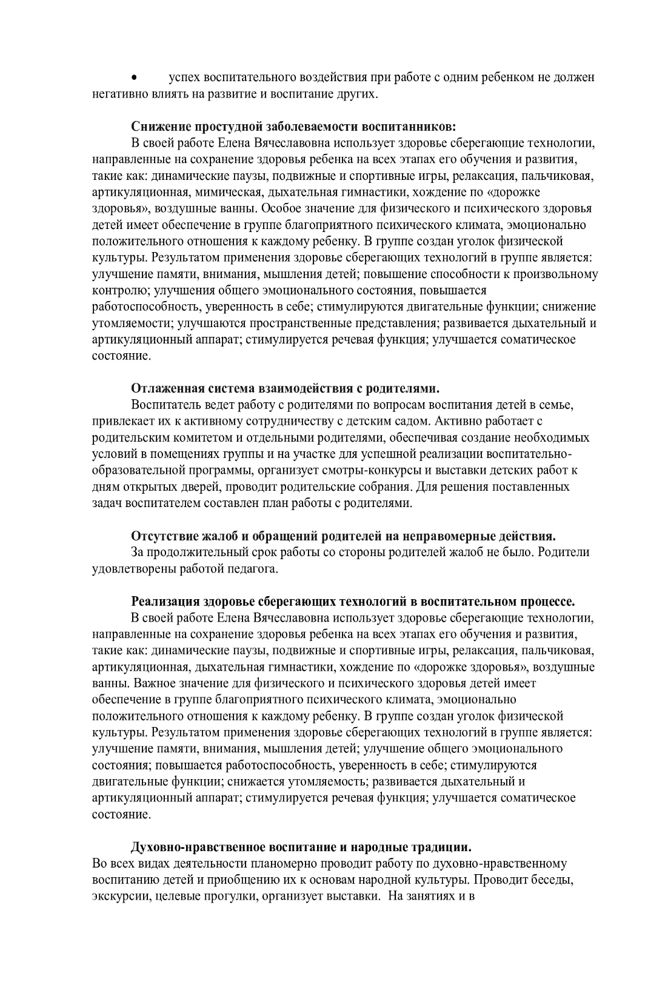 • успех воспитательного воздействия при работе с одним ребенком не должен
негативно влиять на развитие и воспитание других.
Снижение простудной заболеваемости воспитанников:
В своей работе Елена Вячеславовна использует здоровье сберегающие технологии,
направленные на сохранение здоровья ребенка на всех этапах его обучения и развития,
такие как: динамические паузы, подвижные и спортивные игры, релаксация, пальчиковая,
артикуляционная, мимическая, дыхательная гимнастики, хождение по «дорожке
здоровья», воздушные ванны. Особое значение для физического и психического здоровья
детей имеет обеспечение в группе благоприятного психического климата, эмоционально
положительного отношения к каждому ребенку. В группе создан уголок физической
культуры. Результатом применения здоровье сберегающих технологий в группе является:
улучшение памяти, внимания, мышления детей; повышение способности к произвольному
контролю; улучшения общего эмоционального состояния, повышается
работоспособность, уверенность в себе; стимулируются двигательные функции; снижение
утомляемости; улучшаются пространственные представления; развивается дыхательный и
артикуляционный аппарат; стимулируется речевая функция; улучшается соматическое
состояние.
Отлаженная система взаимодействия с родителями.
Воспитатель ведет работу с родителями по вопросам воспитания детей в семье,
привлекает их к активному сотрудничеству с детским садом. Активно работает с
родительским комитетом и отдельными родителями, обеспечивая создание необходимых
условий в помещениях группы и на участке для успешной реализации воспитательно-
образовательной программы, организует смотры-конкурсы и выставки детских работ к
дням открытых дверей, проводит родительские собрания. Для решения поставленных
задач воспитателем составлен план работы с родителями.
Отсутствие жалоб и обращений родителей на неправомерные действия.
За продолжительный срок работы со стороны родителей жалоб не было. Родители
удовлетворены работой педагога.
Реализация здоровье сберегающих технологий в воспитательном процессе.
В своей работе Елена Вячеславовна использует здоровье сберегающие технологии,
направленные на сохранение здоровья ребенка на всех этапах его обучения и развития,
такие как: динамические паузы, подвижные и спортивные игры, релаксация, пальчиковая,
артикуляционная, дыхательная гимнастики, хождение по «дорожке здоровья», воздушные
ванны. Важное значение для физического и психического здоровья детей имеет
обеспечение в группе благоприятного психического климата, эмоционально
положительного отношения к каждому ребенку. В группе создан уголок физической
культуры. Результатом применения здоровье сберегающих технологий в группе является:
улучшение памяти, внимания, мышления детей; улучшение общего эмоционального
состояния; повышается работоспособность, уверенность в себе; стимулируются
двигательные функции; снижается утомляемость; развивается дыхательный и
артикуляционный аппарат; стимулируется речевая функция; улучшается соматическое
состояние.
Духовно-нравственное воспитание и народные традиции.
Во всех видах деятельности планомерно проводит работу по духовно-нравственному
воспитанию детей и приобщению их к основам народной культуры. Проводит беседы,
экскурсии, целевые прогулки, организует выставки. На занятиях и в